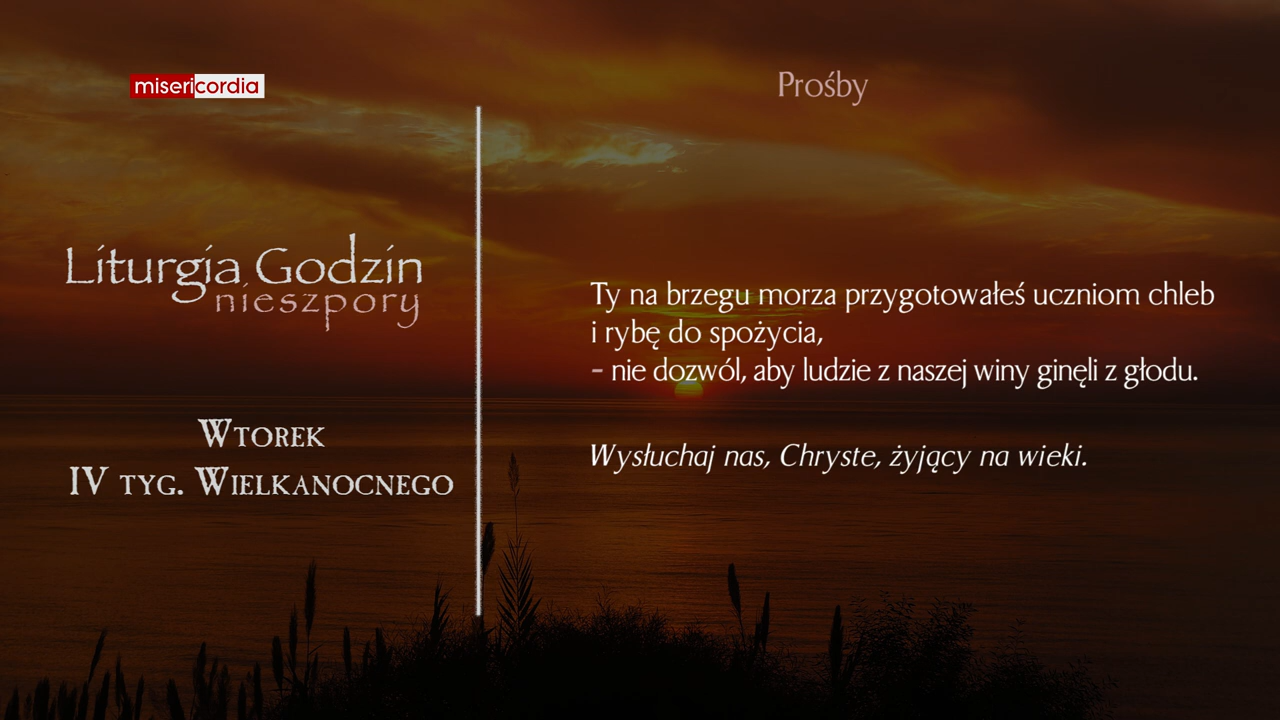 misericordia
Liturgia Godzin
nieszpory
Wtorek
IV tyg. Wielkanocnego
Prośby
Ty na brzegu morza przygotowałeś uczniom chleb
i rybę do spożycia,
- nie dozwól, aby ludzie z naszej winy ginęli z głodu.
Wysłuchaj nas, Chryste, żyjący na wieki.